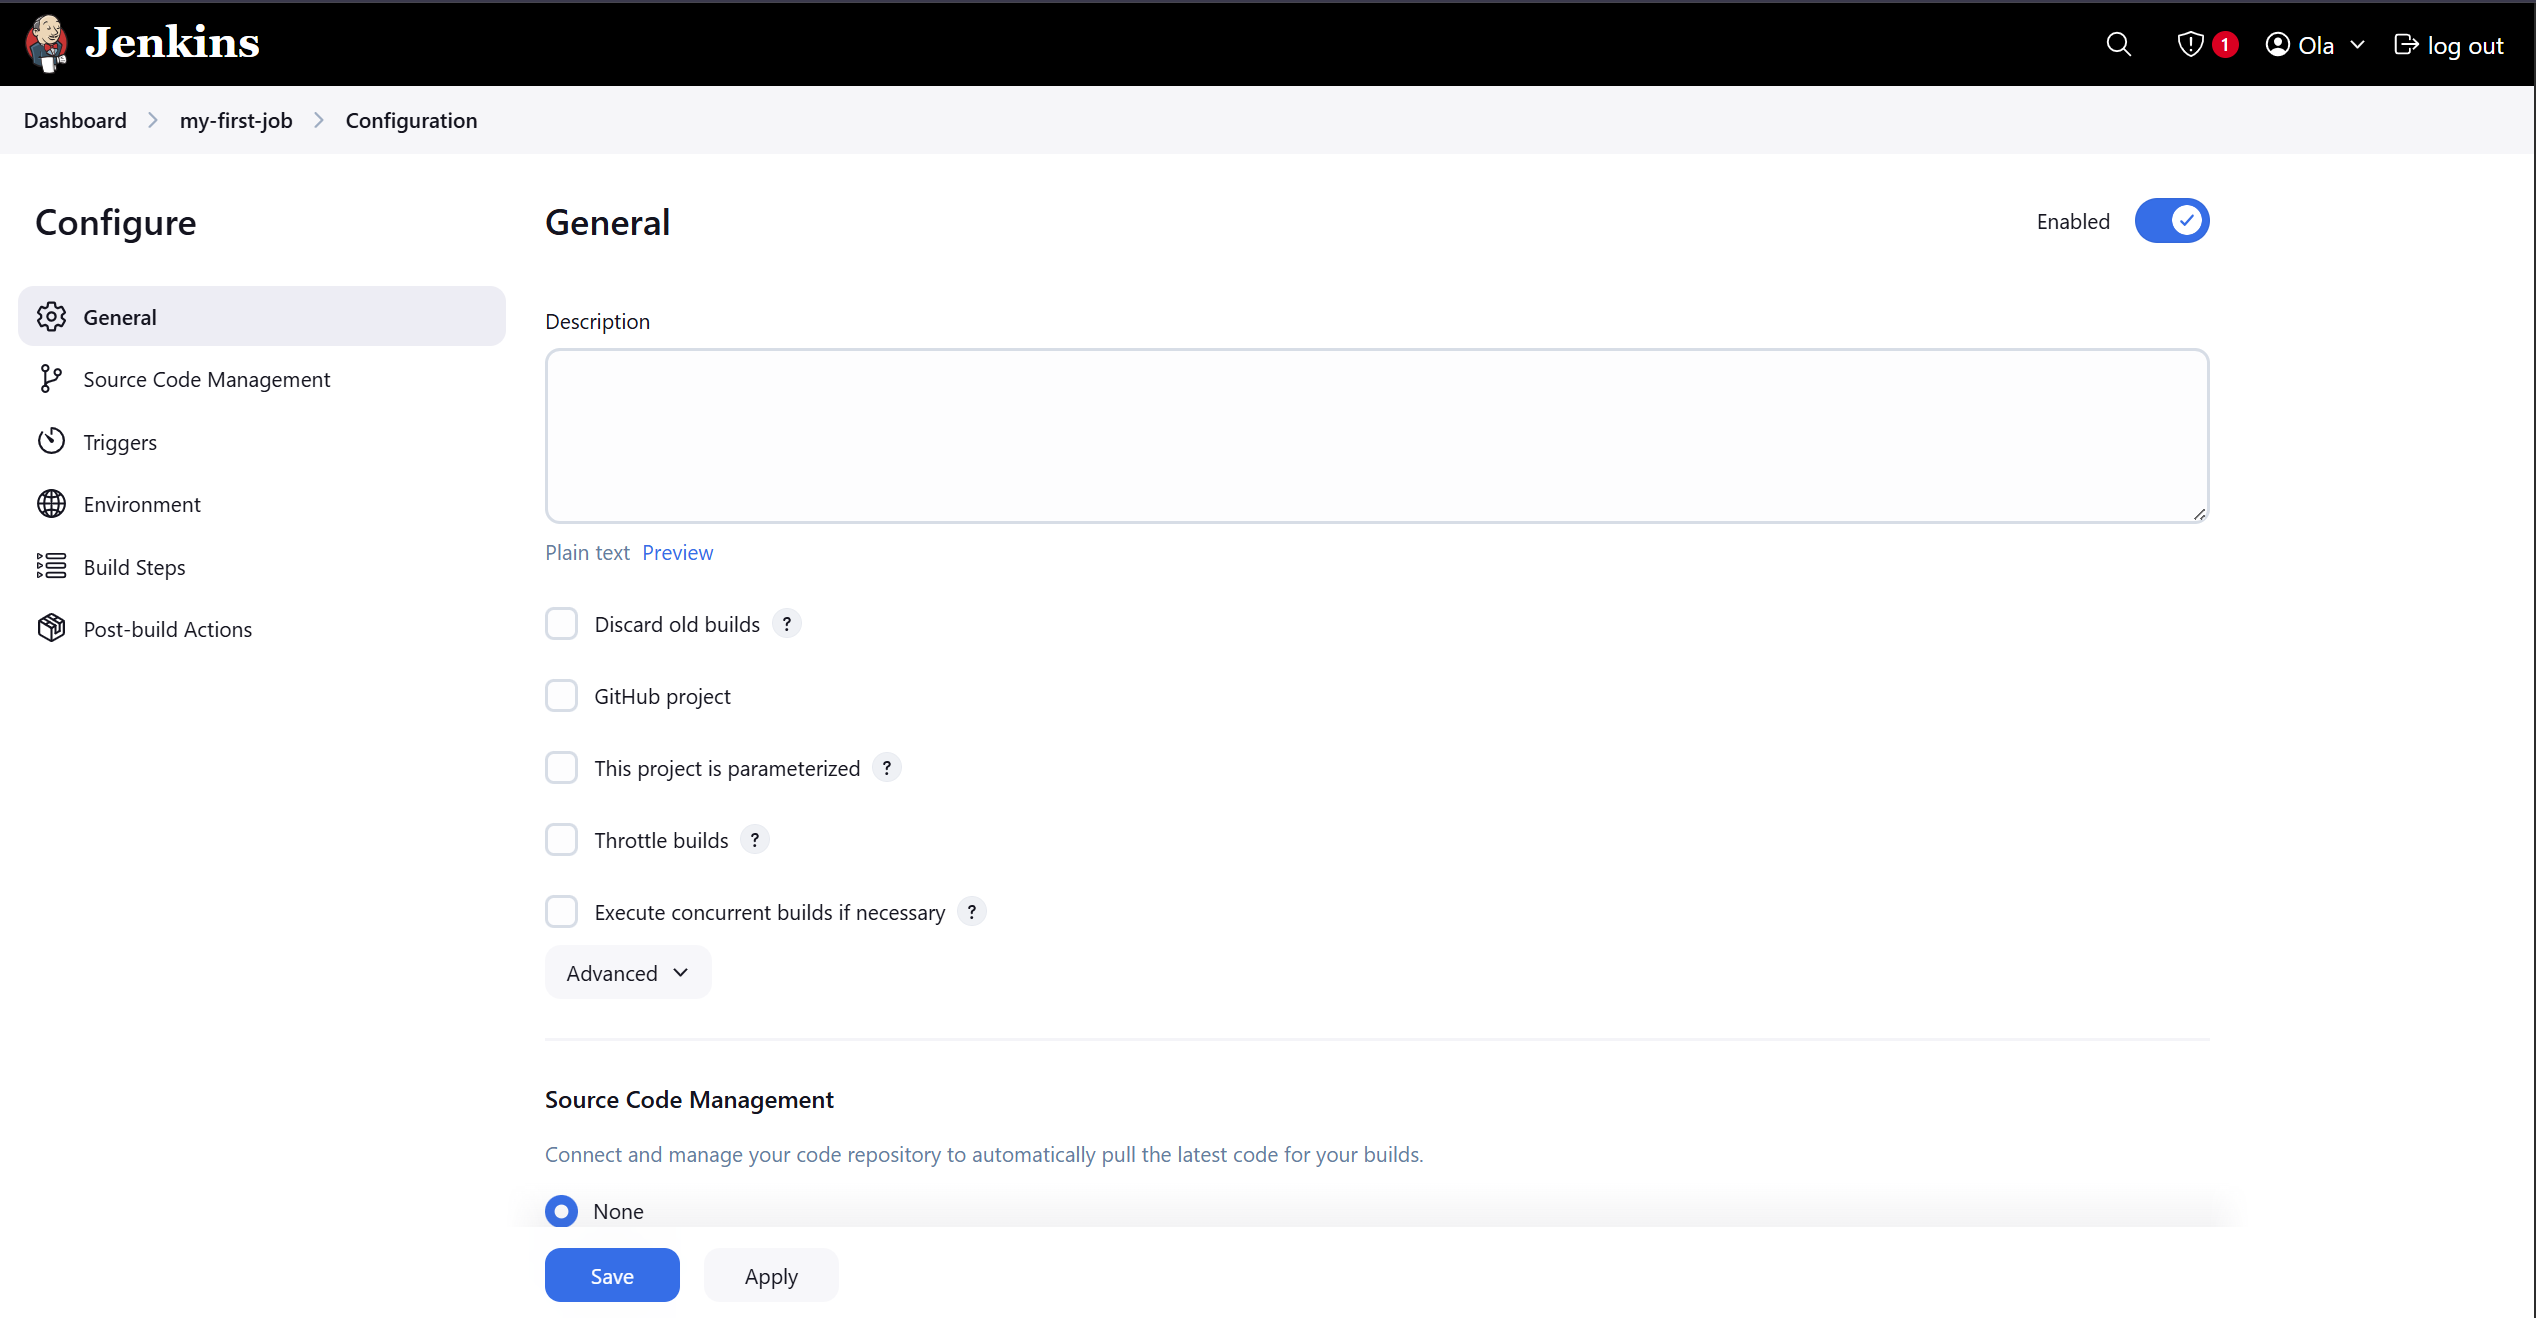 Jenkins
1
Ola
log out
Dashboard
my-first-job
Configuration
Configure
General
Source Code Management
Triggers
Environment
Build Steps
Post-build Actions
General
Enabled
Description
Plain text Preview
Discard old builds ?
GitHub project
This project is parameterized ?
Throttle builds ?
Execute concurrent builds if necessary ?
Advanced
Source Code Management
Connect and manage your code repository to automatically pull the latest code for your builds.
None
Save
Apply